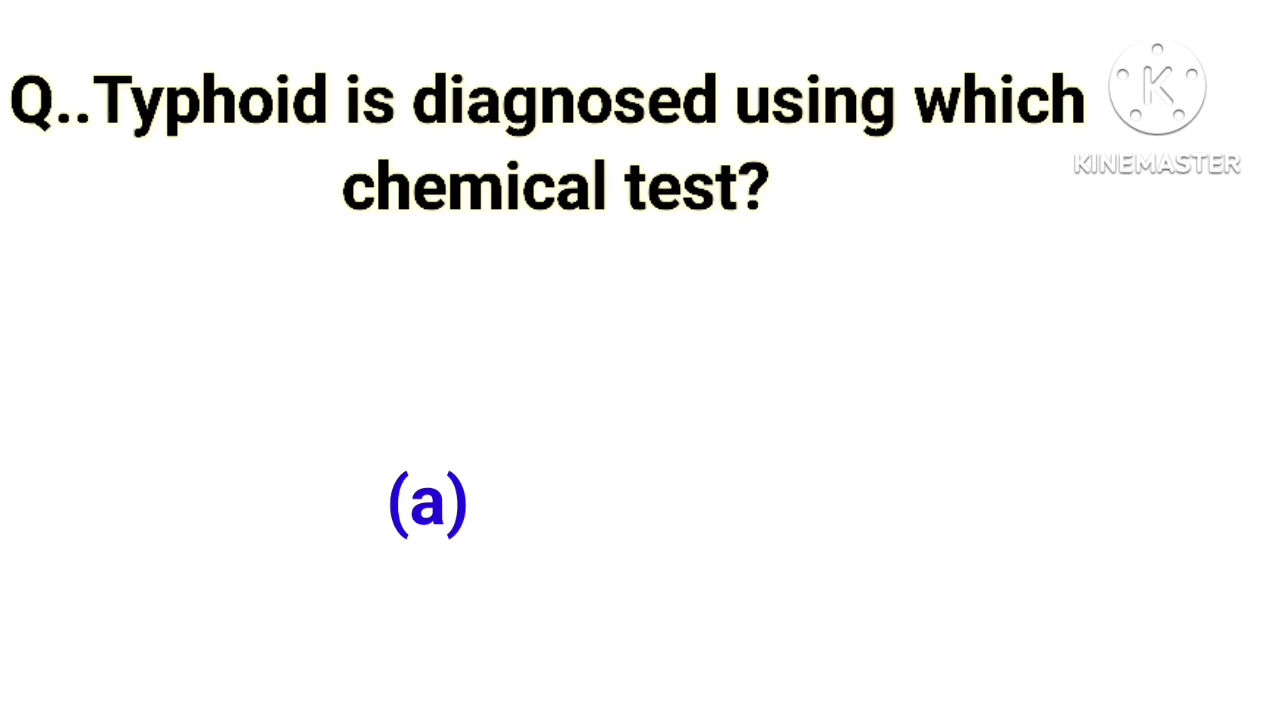 Q..Typhoid is diagnosed using which
chemical test?
K
KINEMASTER
(a)